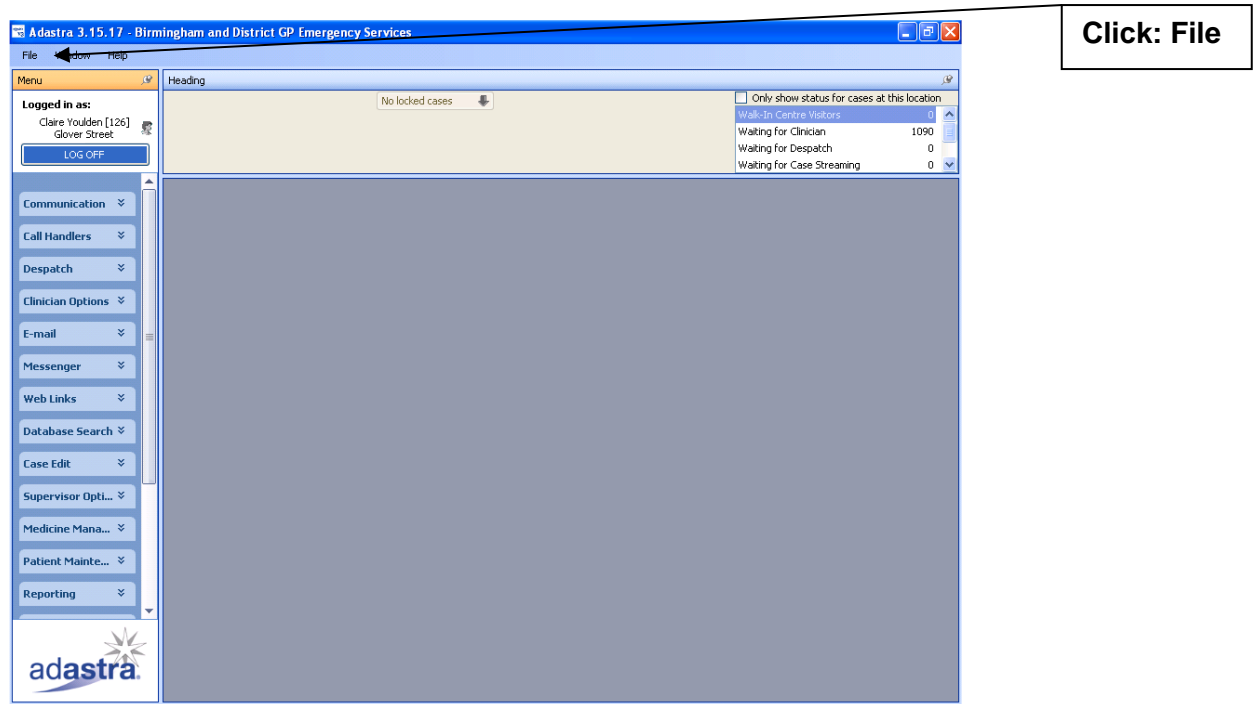 Click: File
Adastra 3.15.17 - Birmingham and District GP Emergency Services
File Window Help
Menu
Heading
Logged in as:
Claire Youlden [126]
Glover Street
LOG OFF
No locked cases
Only show status for cases at this location
Walk-In Centre Visitors 0
Waiting for Clinician 1090
Waiting for Despatch 0
Waiting for Case Streaming 0
Communication
Call Handlers
Despatch
Clinician Options
E-mail
Messenger
Web Links
Database Search
Case Edit
Supervisor Opti...
Medicine Mana...
Patient Mainte...
Reporting
adastra